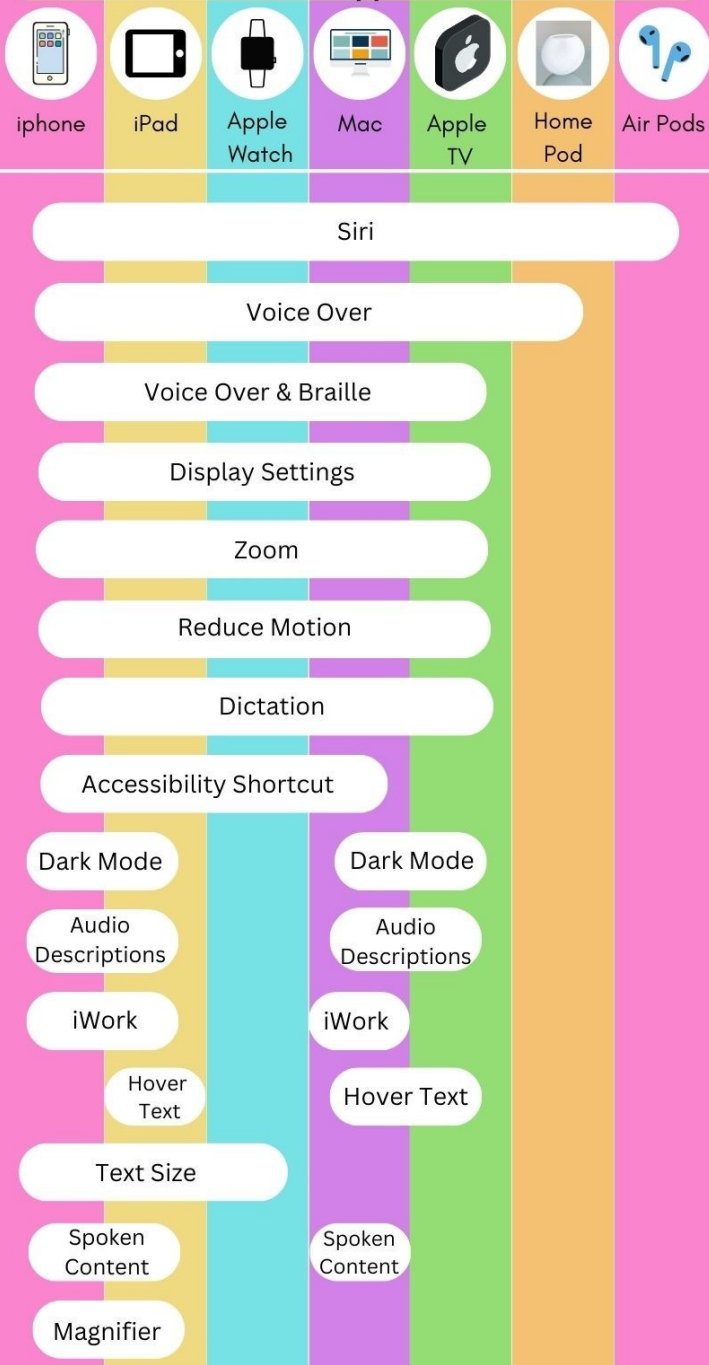 iphone
iPad
Apple
Watch
Mac
Apple
TV
Home
Pod
Air Pods
Siri
Voice Over
Voice Over & Braille
Display Settings
Zoom
Reduce Motion
Dictation
Accessibility Shortcut
Dark Mode
Dark Mode
Audio
Descriptions
Audio
Descriptions
iWork
iWork
Hover
Text
Hover Text
Text Size
Spoken
Content
Spoken
Content
Magnifier